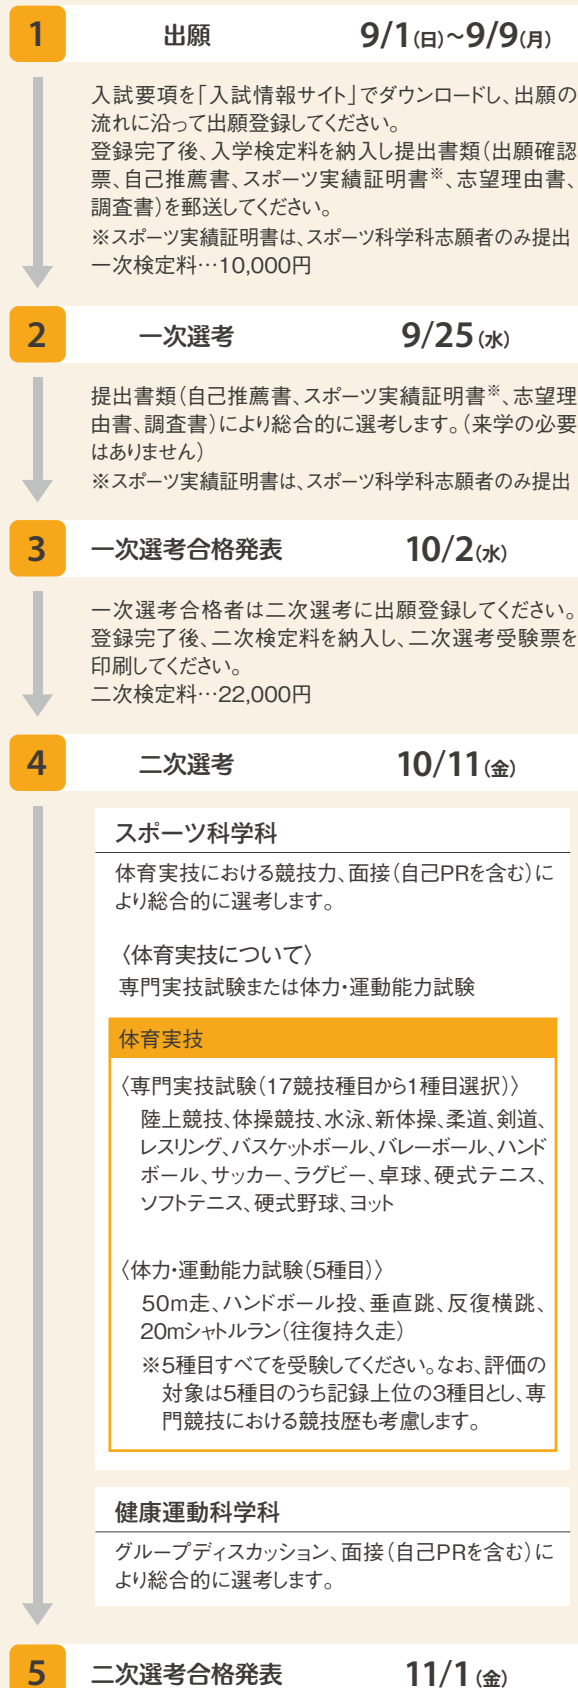 1 出願 9/1(日)~9/9(月)
入試要項を「入試情報サイト」でダウンロードし、出願の
流れに沿って出願登録してください。
登録完了後、入学検定料を納入し提出書類(出願確認
票、自己推薦書、スポーツ実績証明書※、志望理由書、
調査書)を郵送してください。
※スポーツ実績証明書は、スポーツ科学科志願者のみ提出
一次検定料…10,000円
2 一次選考 9/25(水)
提出書類(自己推薦書、スポーツ実績証明書※、志望理
由書、調査書)により総合的に選考します。(来学の必要
はありません)
※スポーツ実績証明書は、スポーツ科学科志願者のみ提出
3 一次選考合格発表 10/2(水)
一次選考合格者は二次選考に出願登録してください。
登録完了後、二次検定料を納入し、二次選考受験票を
印刷してください。
二次検定料…22,000円
4 二次選考 10/11(金)
スポーツ科学科
体育実技における競技力、面接(自己PRを含む)に
より総合的に選考します。
〈体育実技について〉
専門実技試験または体力・運動能力試験
体育実技
〈専門実技試験(17競技種目から1種目選択)〉
陸上競技、体操競技、水泳、新体操、柔道、剣道、
レスリング、バスケットボール、バレーボール、ハンド
ボール、サッカー、ラグビー、卓球、硬式テニス、
ソフトテニス、硬式野球、ヨット
〈体力・運動能力試験(5種目)〉
50m走、ハンドボール投、垂直跳、反復横跳、
20mシャトルラン(往復持久走)
※5種目すべてを受験してください。なお、評価の
対象は5種目のうち記録上位の3種目とし、専
門競技における競技歴も考慮します。
健康運動科学科
グループディスカッション、面接(自己PRを含む)に
より総合的に選考します。
5 二次選考合格発表 11/1(金)